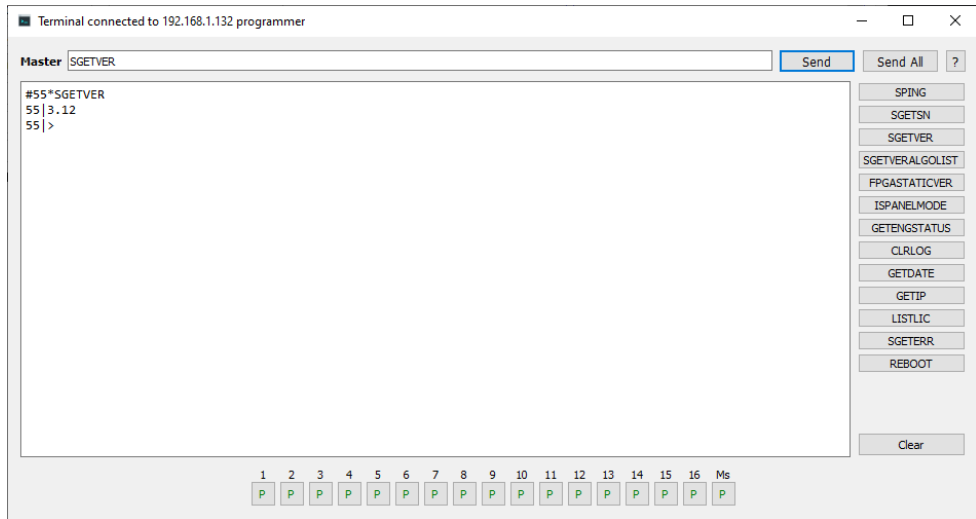 Terminal connected to 192.168.1.132 programmer
Master SGETVER Send Send All ?
#55*SGETVER
55|3.12
55|>
SPING
SGETSN
SGETVER
SGETVERALGOLIST
FPGASTATICVER
ISPANELMODE
GETENGSTATUS
CLRLOG
GETDATE
GETIP
LISTLIC
SGETERR
REBOOT
Clear
1 2 3 4 5 6 7 8 9 10 11 12 13 14 15 16 Ms
P P P P P P P P P P P P P P P P P